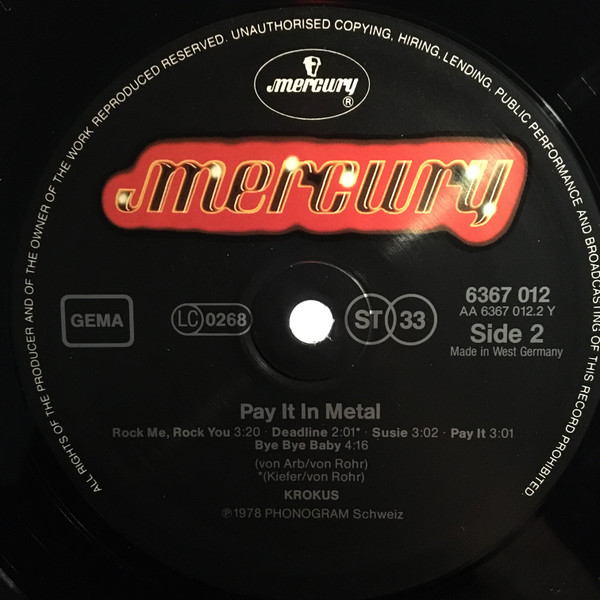 ALL RIGHTS OF THE PRODUCER AND OF THE OWNER OF THE WORK REPRODUCED RESERVED. UNAUTHORISED COPYING, HIRING, LENDING, PUBLIC PERFORMANCE AND BROADCASTING OF THIS RECORD PROHIBITED.
mercury
®
mercury
GEMA
LC 0268
ST 33
6367 012
AA 6367 012.2 Y
Side 2
Made in West Germany
Pay It In Metal
Rock Me, Rock You 3:20 · Deadline 2:01* · Susie 3:02 · Pay It 3:01
Bye Bye Baby 4:16
(von Arb/von Rohr)
*(Kiefer/von Rohr)
KROKUS
℗1978 PHONOGRAM Schweiz